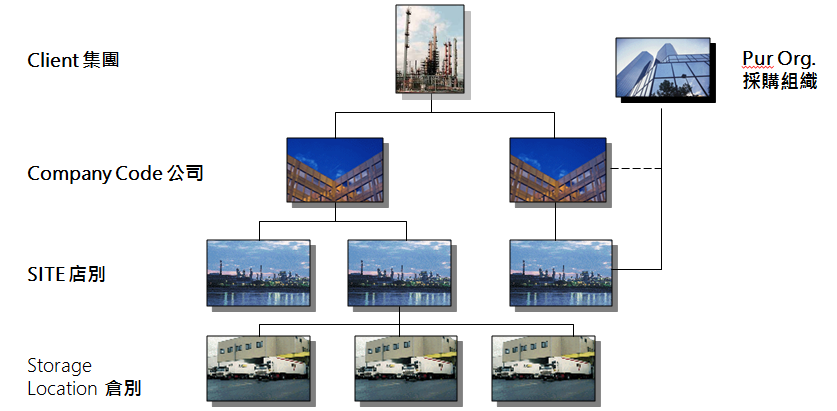 Client 集團
Pur Org.
採購組織
Company Code 公司
SITE 店別
Storage
Location 倉別